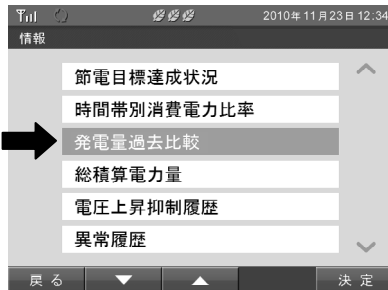 2010年11月23日 12:34
情報
節電目標達成状況
時間帯別消費電力比率
発電量過去比較
総積算電力量
電圧上昇抑制履歴
異常履歴
戻る 決定